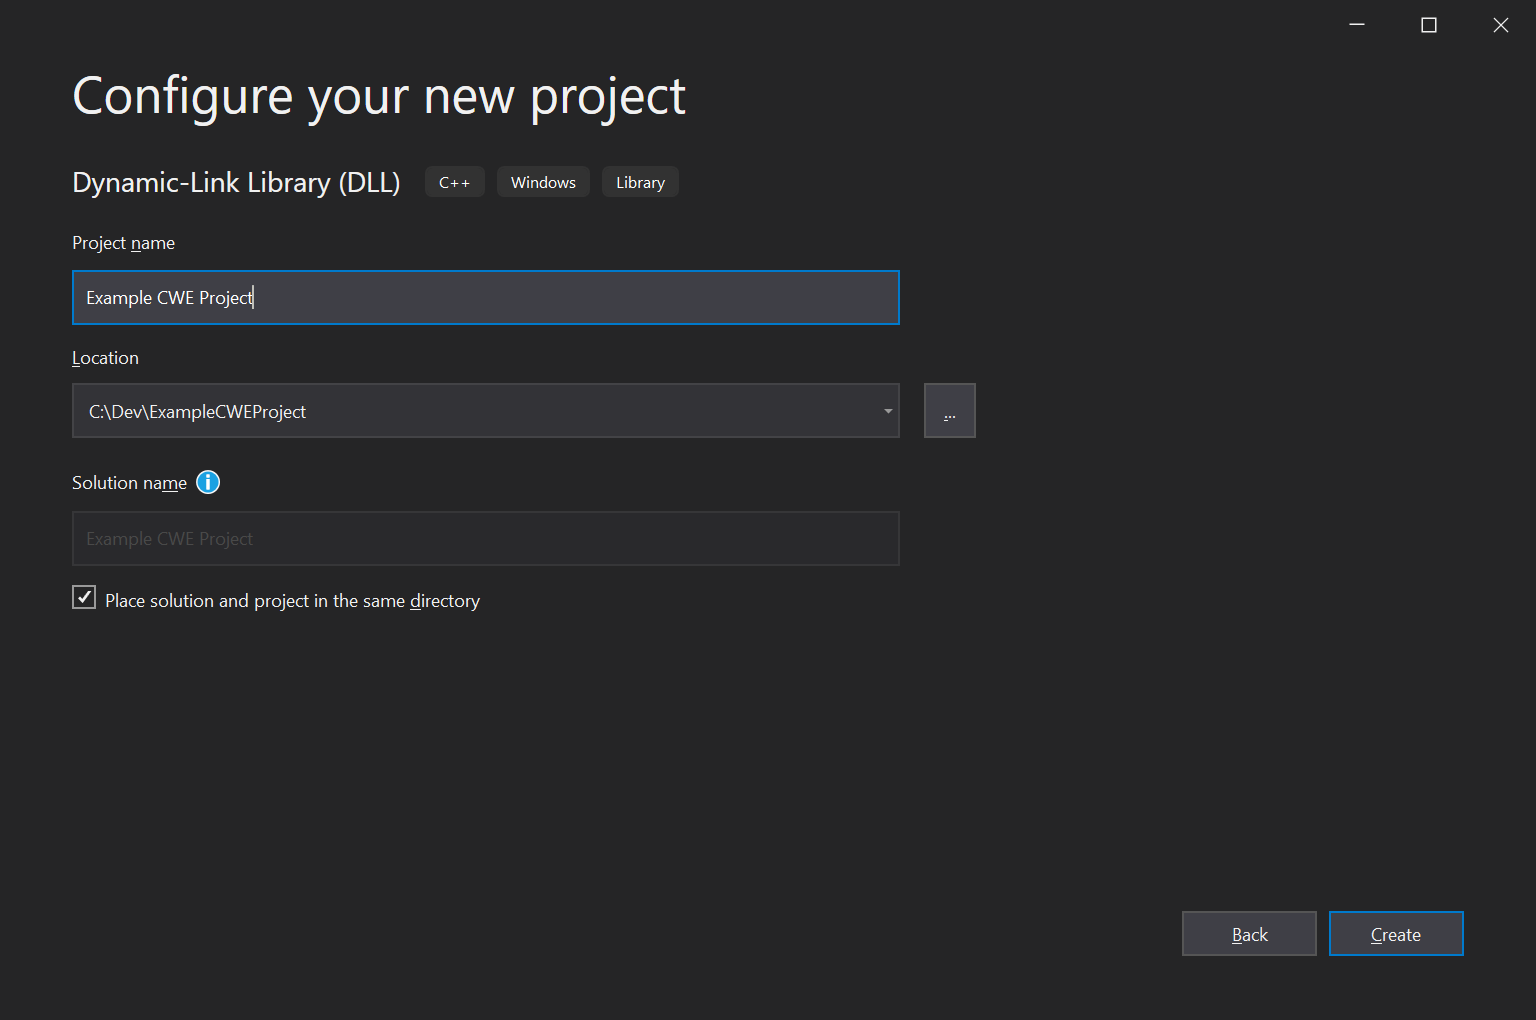 Configure your new project
Dynamic-Link Library (DLL) C++ Windows Library
Project name
Example CWE Project
Location
C:\Dev\ExampleCWEProject
...
Solution name
Example CWE Project
Place solution and project in the same directory
Back Create